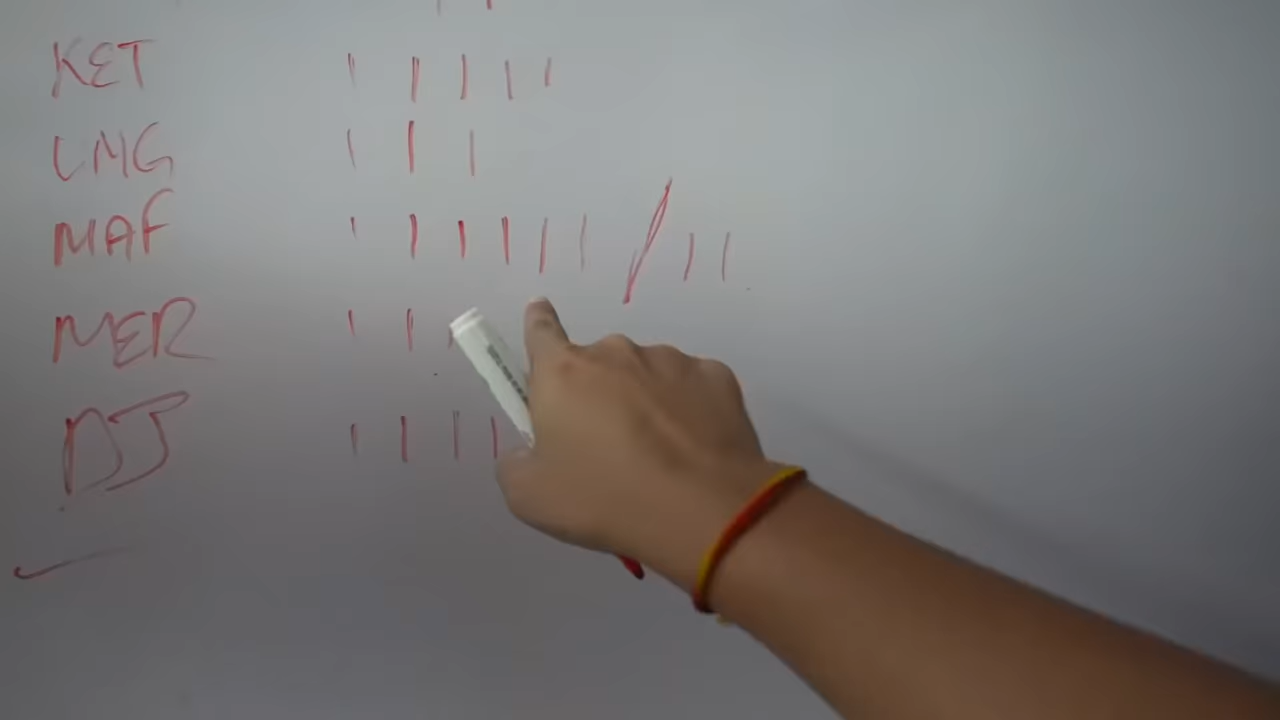 KET | | | | |
LMG | | |
MAF | | | | | | / | |
MER | | |
DJ | | | |